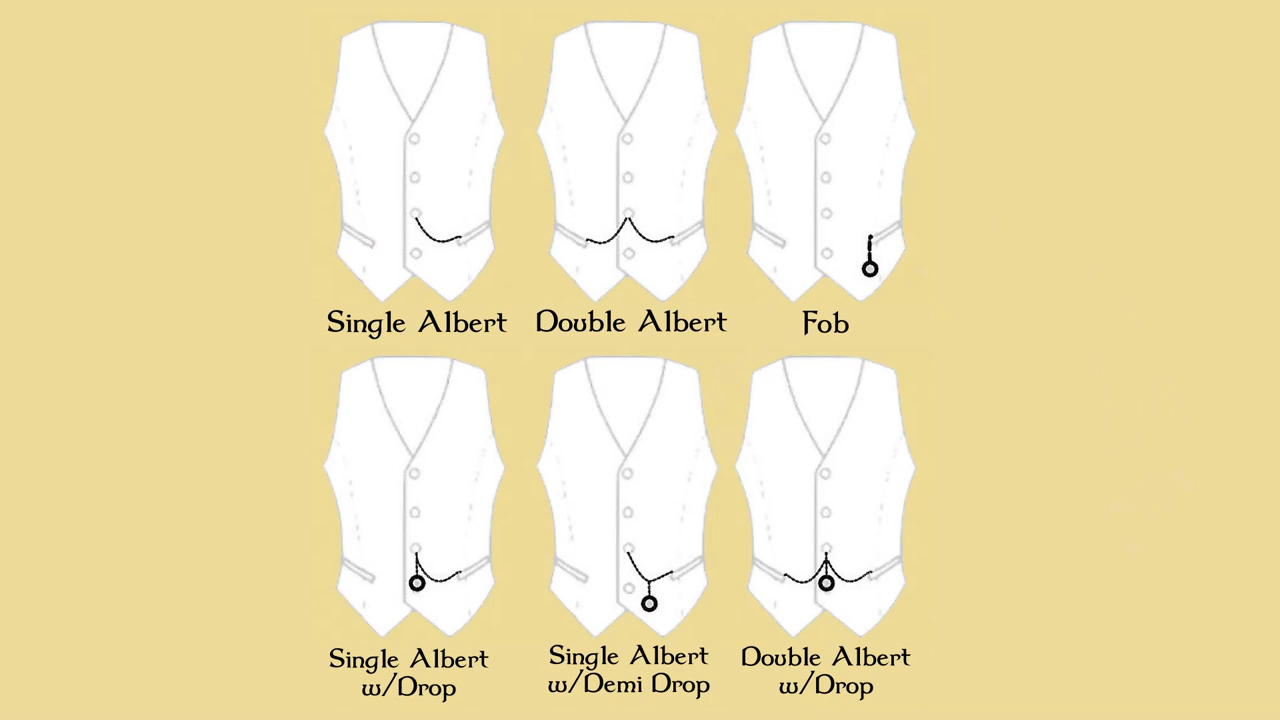 Single Albert
Double Albert
Fob
Single Albert
w/Drop
Single Albert
w/Demi Drop
Double Albert
w/Drop